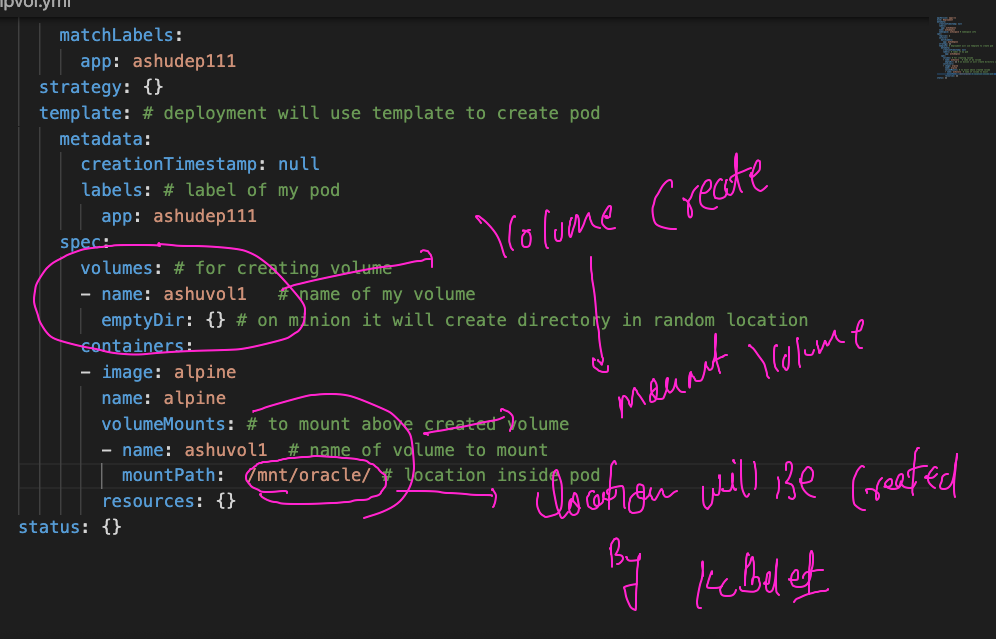 mpvol.yml
matchLabels:
app: ashudep111
strategy: {}
template: # deployment will use template to create pod
metadata:
creationTimestamp: null
labels: # label of my pod
app: ashudep111
spec:
volumes: # for creating volume
- name: ashuvol1 # name of my volume
emptyDir: {} # on minion it will create directory in random location
containers:
- image: alpine
name: alpine
volumeMounts: # to mount above created volume
- name: ashuvol1 # name of volume to mount
mountPath: /mnt/oracle/ # location inside pod
resources: {}
status: {}
Volume Create
mount Volume
location will Be Created
By Kubelet